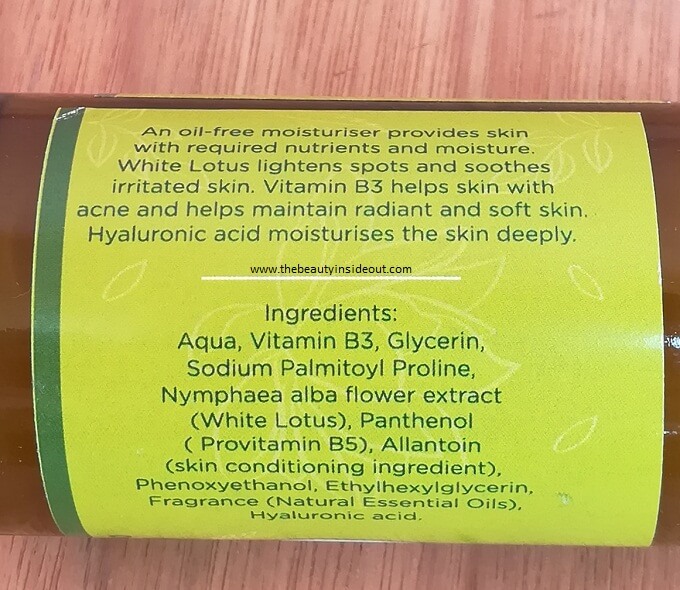 An oil-free moisturiser provides skin
with required nutrients and moisture.
White Lotus lightens spots and soothes
irritated skin. Vitamin B3 helps skin with
acne and helps maintain radiant and soft skin.
Hyaluronic acid moisturises the skin deeply.
www.thebeautyinsideout.com
Ingredients:
Aqua, Vitamin B3, Glycerin,
Sodium Palmitoyl Proline,
Nymphaea alba flower extract
(White Lotus), Panthenol
( Provitamin B5), Allantoin
(skin conditioning ingredient),
Phenoxyethanol, Ethylhexylglycerin,
Fragrance (Natural Essential Oils),
Hyaluronic acid.